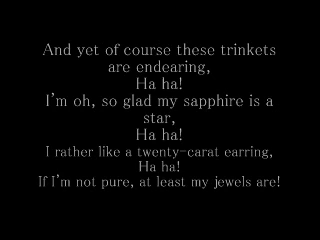 And yet of course these trinkets
are endearing,
Ha ha!
I'm oh, so glad my sapphire is a
star,
Ha ha!
I rather like a twenty-carat earring,
Ha ha!
If I'm not pure, at least my jewels are!